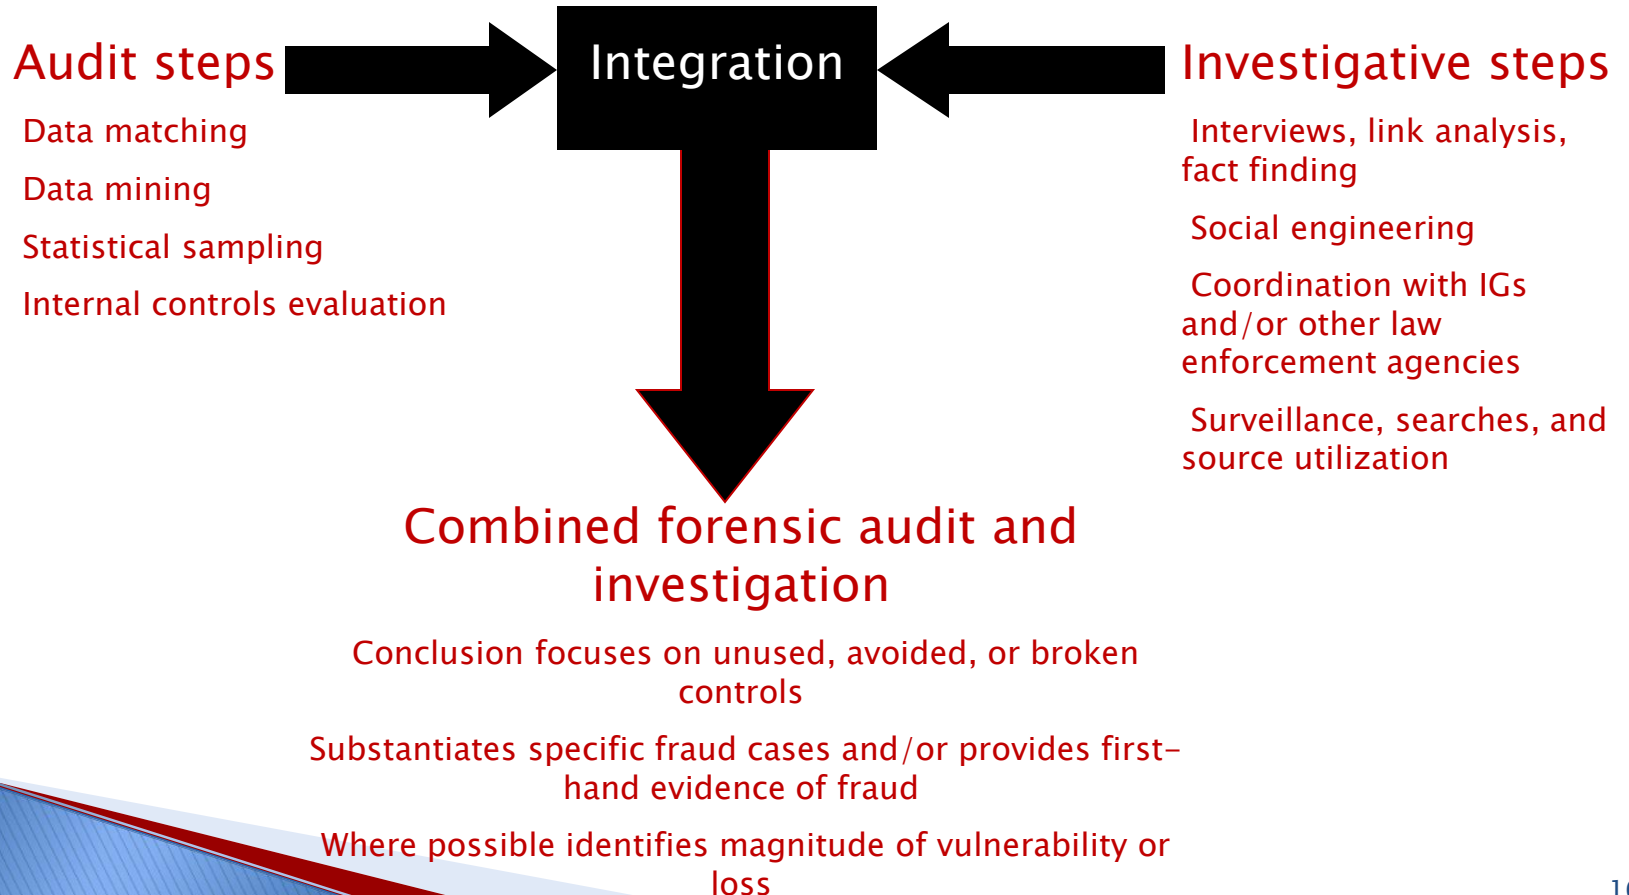 Audit steps
Data matching
Data mining
Statistical sampling
Internal controls evaluation
Integration
Investigative steps
Interviews, link analysis,
fact finding
Social engineering
Coordination with IGs
and/or other law
enforcement agencies
Surveillance, searches, and
source utilization
Combined forensic audit and
investigation
Conclusion focuses on unused, avoided, or broken
controls
Substantiates specific fraud cases and/or provides first-
hand evidence of fraud
Where possible identifies magnitude of vulnerability or
loss